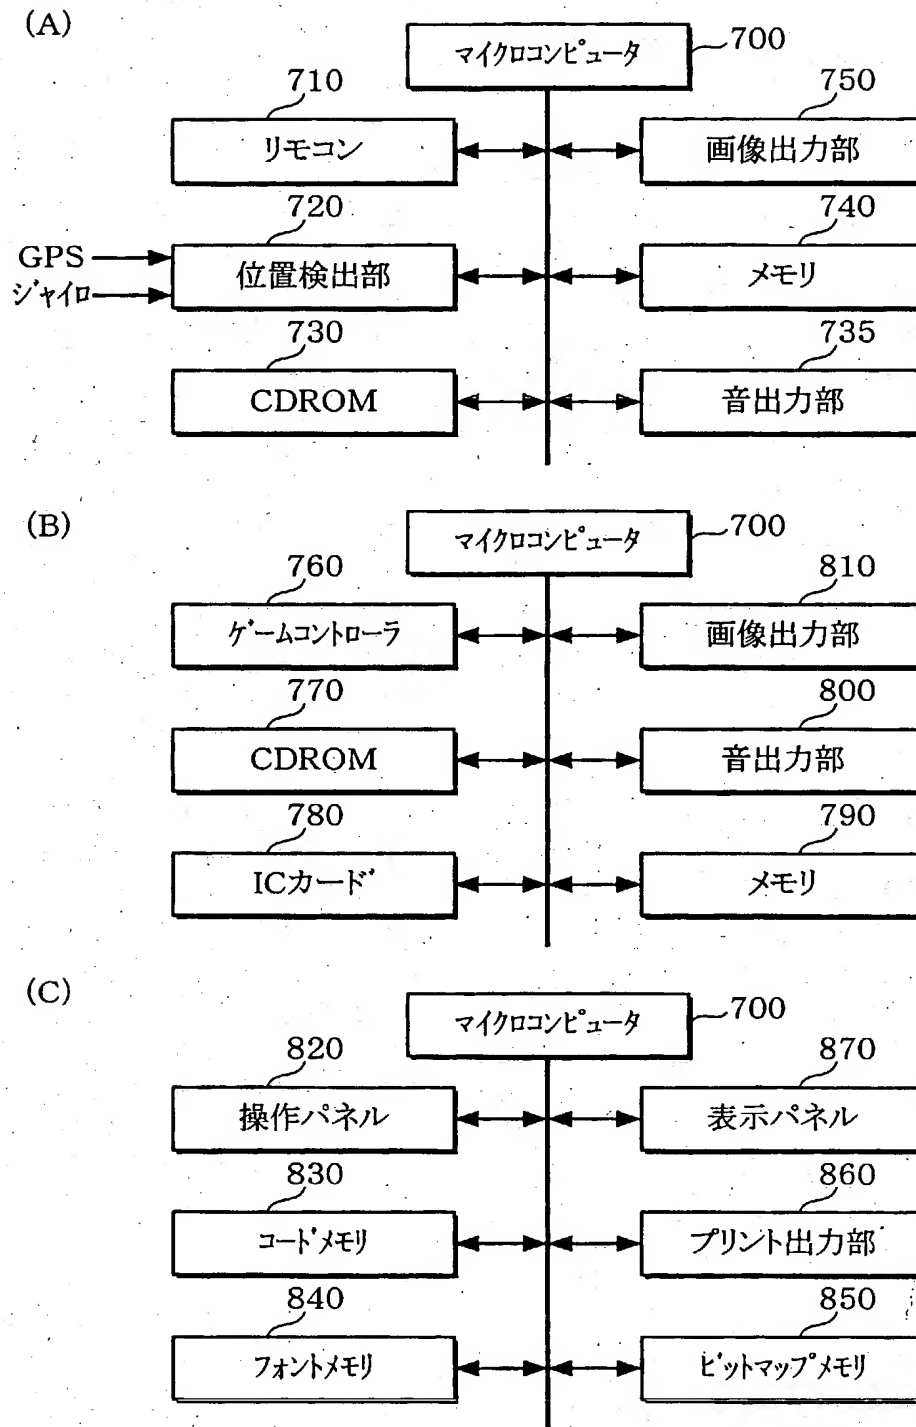 (A)
マイクロコンピュータ 700
710 750
リモコン 画像出力部
720 740
GPS 位置検出部 メモリ
ジャイロ
730 735
CDROM 音出力部
(B)
マイクロコンピュータ 700
760 810
ゲームコントローラ 画像出力部
770 800
CDROM 音出力部
780 790
ICカード メモリ
(C)
マイクロコンピュータ 700
820 870
操作パネル 表示パネル
830 860
コードメモリ プリント出力部
840 850
フォントメモリ ビットマップメモリ